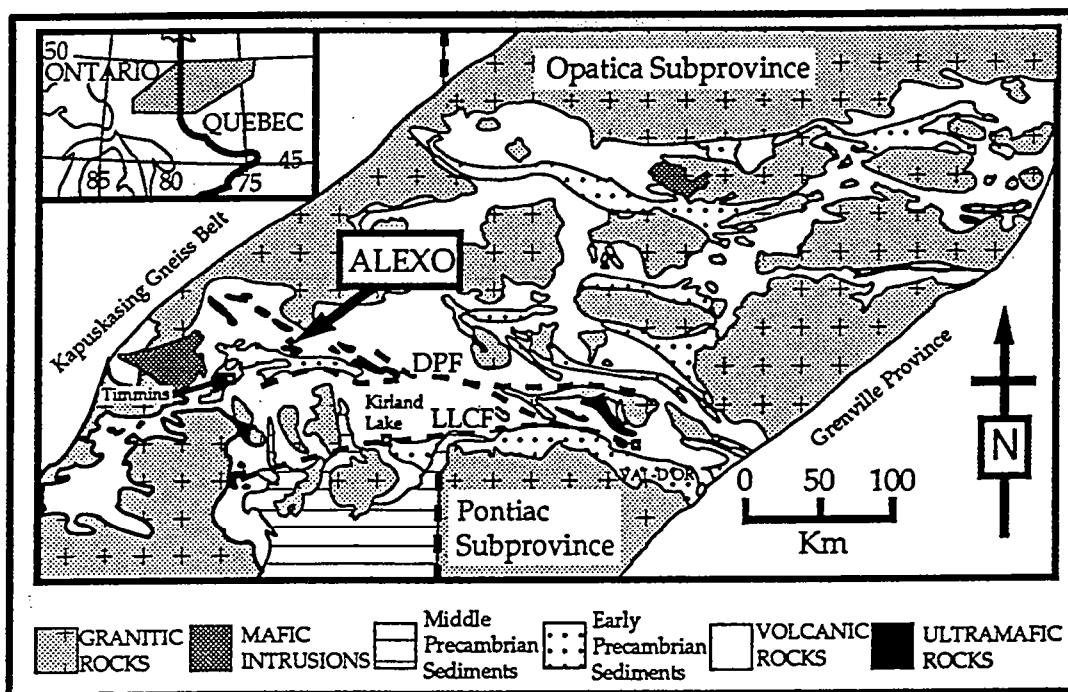 50
ONTARIO
QUEBEC
85 80 75 45
Opatica Subprovince
Kapuskasing Gneiss Belt
ALEXO
Timmins
DPF
Kirland
Lake
LLCF
VAL-D'OR
Grenville Province
Pontiac
Subprovince
0 50 100
Km
N
GRANITIC
ROCKS
MAFIC
INTRUSIONS
Middle
Precambrian
Sediments
Early
Precambrian
Sediments
VOLCANIC
ROCKS
ULTRAMAFIC
ROCKS